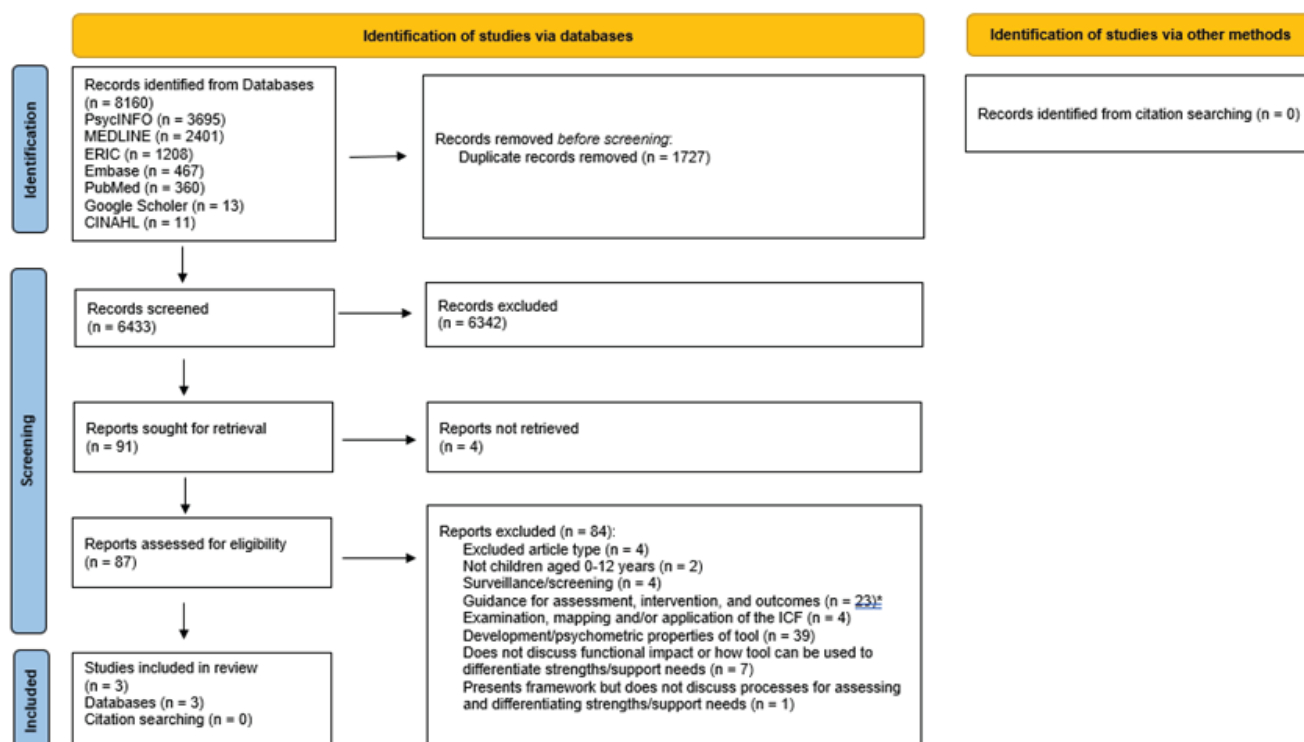 Identification of studies via databases
Identification of studies via other methods
Identification
Records identified from Databases
(n = 8160)
PsycINFO (n = 3695)
MEDLINE (n = 2401)
ERIC (n = 1208)
Embase (n = 467)
PubMed (n = 360)
Google Scholer (n = 13)
CINAHL (n = 11)
Records removed before screening:
Duplicate records removed (n = 1727)
Records identified from citation searching (n = 0)
Screening
Records screened
(n = 6433)
Records excluded
(n = 6342)
Reports sought for retrieval
(n = 91)
Reports not retrieved
(n = 4)
Reports assessed for eligibility
(n = 87)
Reports excluded (n = 84):
Excluded article type (n = 4)
Not children aged 0-12 years (n = 2)
Surveillance/screening (n = 4)
Guidance for assessment, intervention, and outcomes (n = 23)*
Examination, mapping and/or application of the ICF (n = 4)
Development/psychometric properties of tool (n = 39)
Does not discuss functional impact or how tool can be used to
differentiate strengths/support needs (n = 7)
Presents framework but does not discuss processes for assessing
and differentiating strengths/support needs (n = 1)
Included
Studies included in review
(n = 3)
Databases (n = 3)
Citation searching (n = 0)